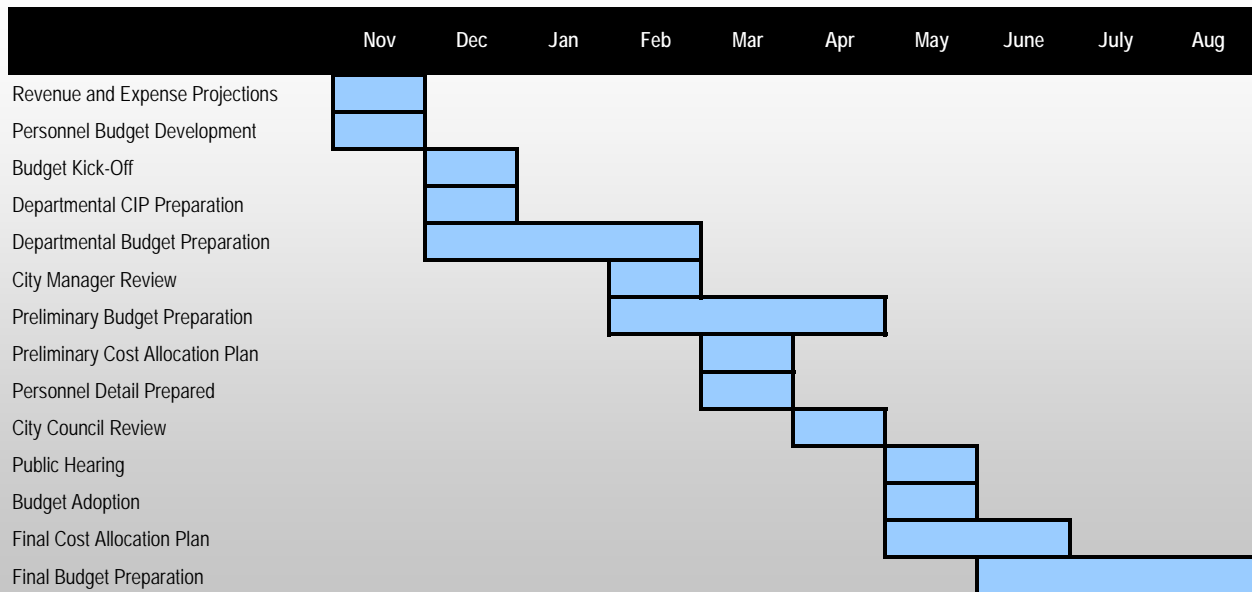 Nov Dec Jan Feb Mar Apr May June July Aug
Revenue and Expense Projections
Personnel Budget Development
Budget Kick-Off
Departmental CIP Preparation
Departmental Budget Preparation
City Manager Review
Preliminary Budget Preparation
Preliminary Cost Allocation Plan
Personnel Detail Prepared
City Council Review
Public Hearing
Budget Adoption
Final Cost Allocation Plan
Final Budget Preparation